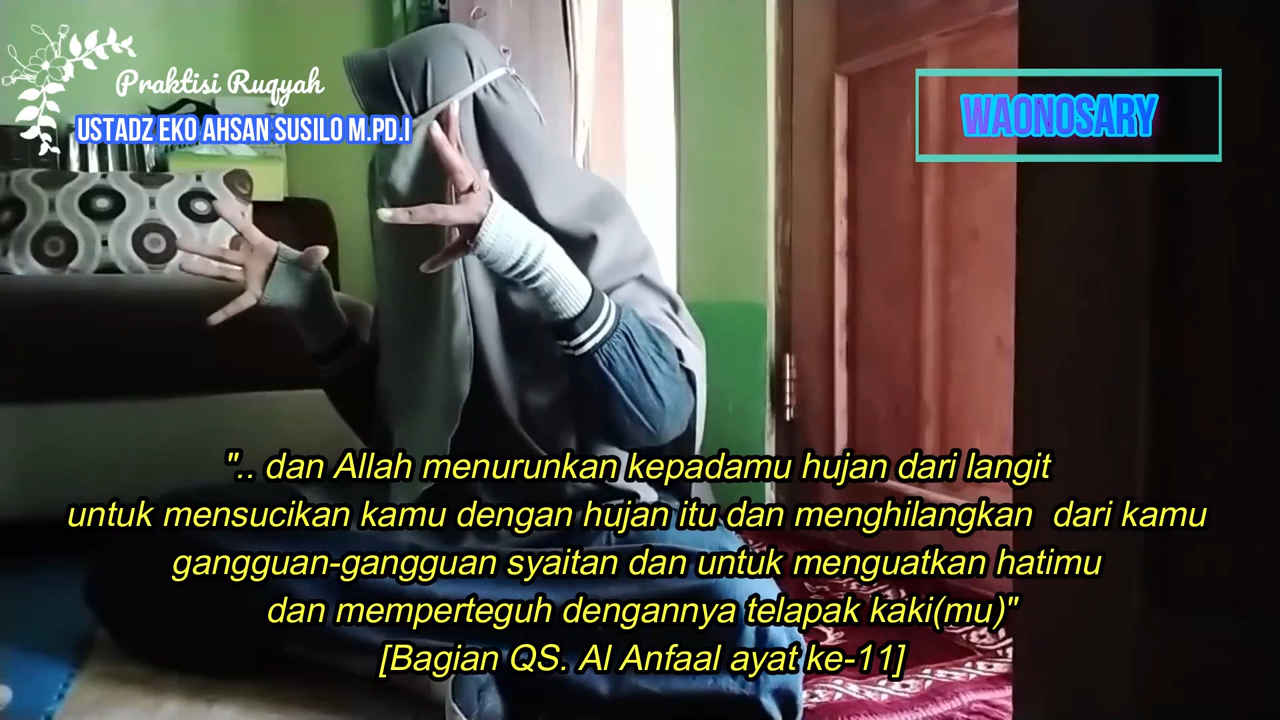 Praktisi Ruqyah
USTADZ EKO AHSAN SUSILO M.PD.I
WAONOSARY
".. dan Allah menurunkan kepadamu hujan dari langit
untuk mensucikan kamu dengan hujan itu dan menghilangkan dari kamu
gangguan-gangguan syaitan dan untuk menguatkan hatimu
dan memperteguh dengannya telapak kaki(mu)"
[Bagian QS. Al Anfaal ayat ke-11]